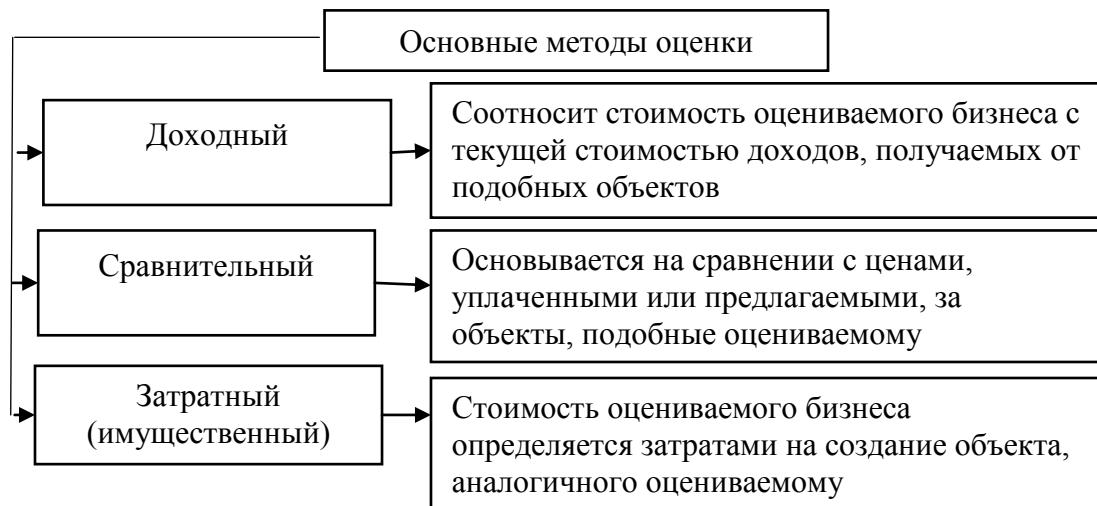 Основные методы оценки
Доходный
Соотносит стоимость оцениваемого бизнеса с
текущей стоимостью доходов, получаемых от
подобных объектов
Сравнительный
Основывается на сравнении с ценами,
уплаченными или предлагаемыми, за
объекты, подобные оцениваемому
Затратный
(имущественный)
Стоимость оцениваемого бизнеса
определяется затратами на создание объекта,
аналогичного оцениваемому